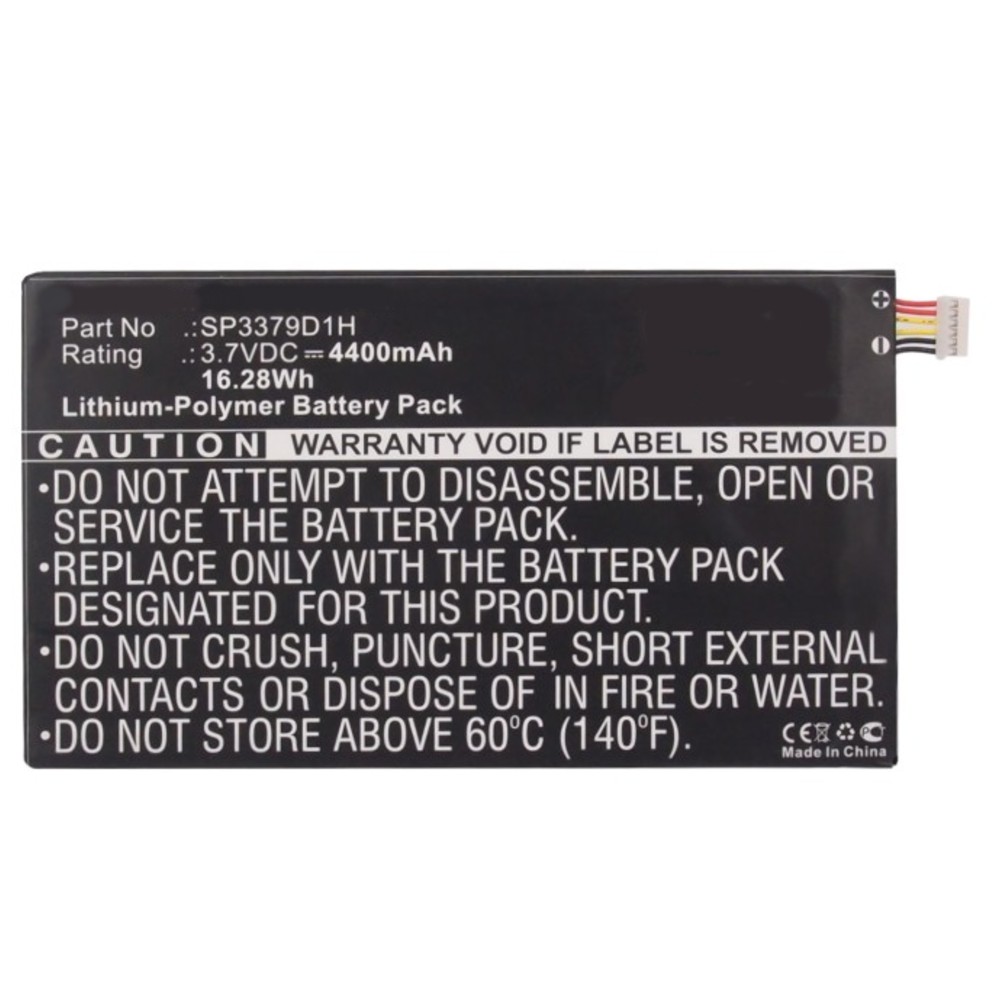 Part No .:SP3379D1H
Rating .: 3.7VDC⎓4400mAh
16.28Wh
Lithium-Polymer Battery Pack
CAUTION WARRANTY VOID IF LABEL IS REMOVED
•DO NOT ATTEMPT TO DISASSEMBLE, OPEN OR
SERVICE THE BATTERY PACK.
•REPLACE ONLY WITH THE BATTERY PACK
DESIGNATED FOR THIS PRODUCT.
•DO NOT CRUSH, PUNCTURE, SHORT EXTERNAL
CONTACTS OR DISPOSE OF IN FIRE OR WATER.
•DO NOT STORE ABOVE 60°C (140°F).
CE
Made In China